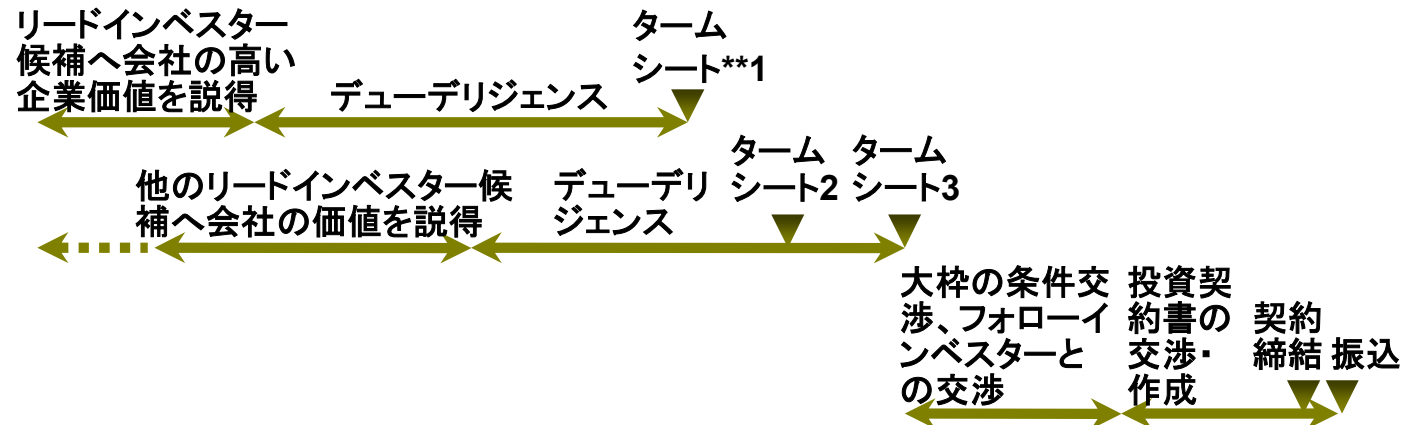 リードインベスター
候補へ会社の高い
企業価値を説得
デューデリジェンス
ターム
シート**1
他のリードインベスター候
補へ会社の価値を説得
デューデリ
ジェンス
ターム
シート2
ターム
シート3
大枠の条件交
渉、フォローイ
ンベスターと
の交渉
投資契
約書の
交渉・
作成
契約
締結
振込